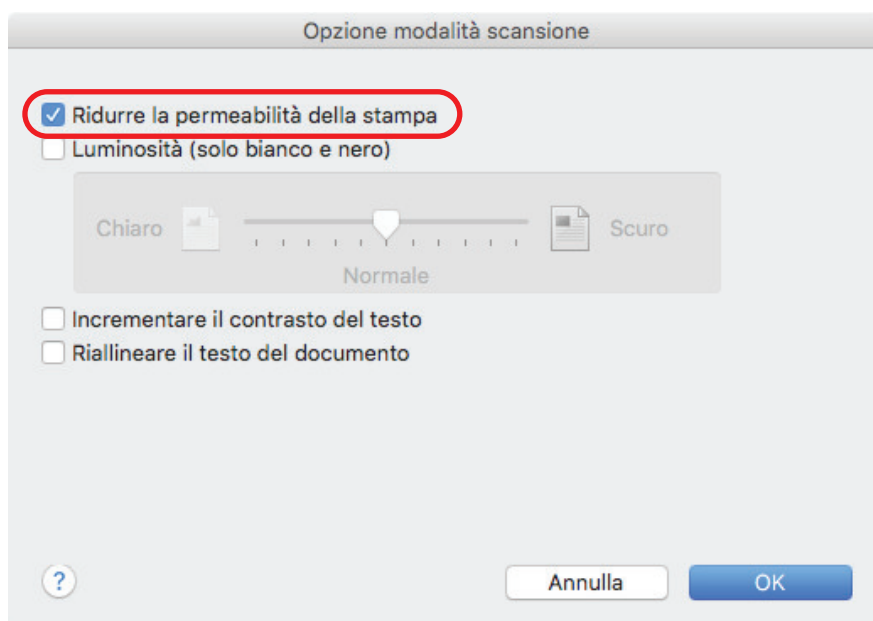 Opzione modalità scansione
Ridurre la permeabilità della stampa
Luminosità (solo bianco e nero)
Chiaro Scuro
Normale
Incrementare il contrasto del testo
Riallineare il testo del documento
? Annulla OK